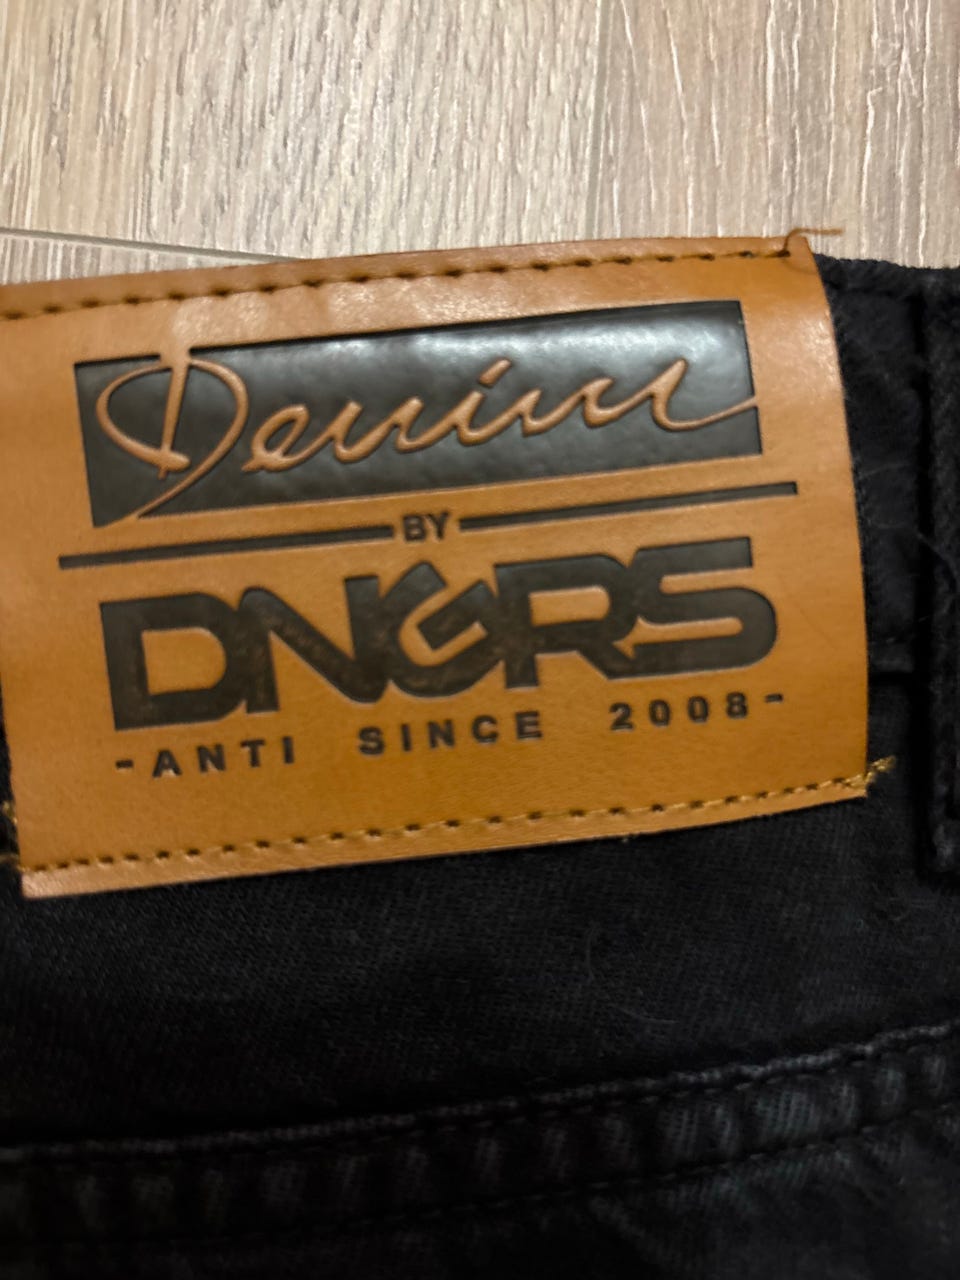 Denim
BY
DNGRS
-ANTI SINCE 2008-